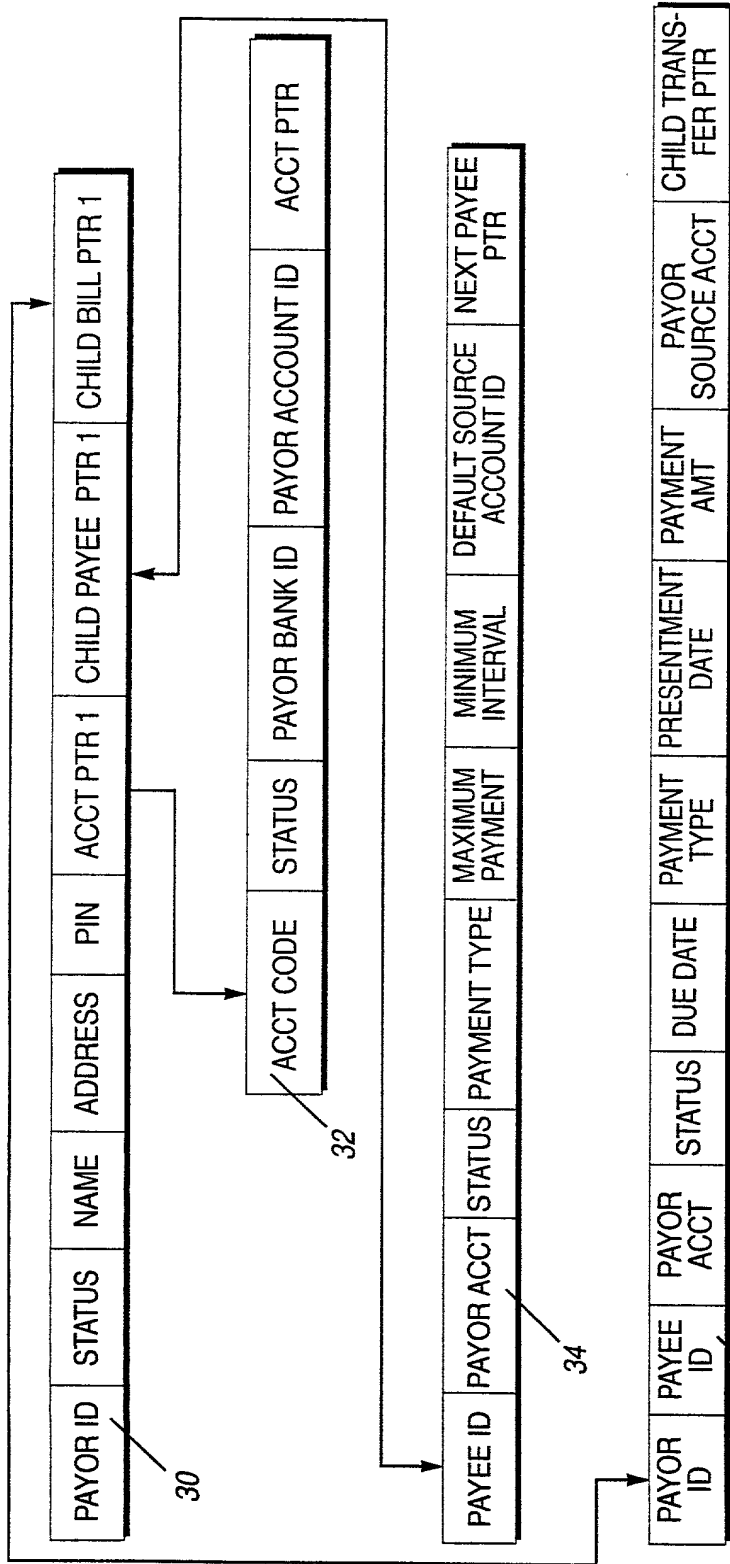 PAYOR ID
STATUS
NAME
ADDRESS
PIN
ACCT PTR 1
CHILD PAYEE PTR 1
CHILD BILL PTR 1
30
ACCT CODE
STATUS
PAYOR BANK ID
PAYOR ACCOUNT ID
ACCT PTR
32
PAYEE ID
PAYOR ACCT
STATUS
PAYMENT TYPE
MAXIMUM
PAYMENT
MINIMUM
INTERVAL
DEFAULT SOURCE
ACCOUNT ID
NEXT PAYEE
PTR
34
PAYOR
ID
PAYEE
ID
PAYOR
ACCT
STATUS
DUE DATE
PAYMENT
TYPE
PRESENTMENT
DATE
PAYMENT
AMT
PAYOR
SOURCE ACCT
CHILD TRANS-
FER PTR